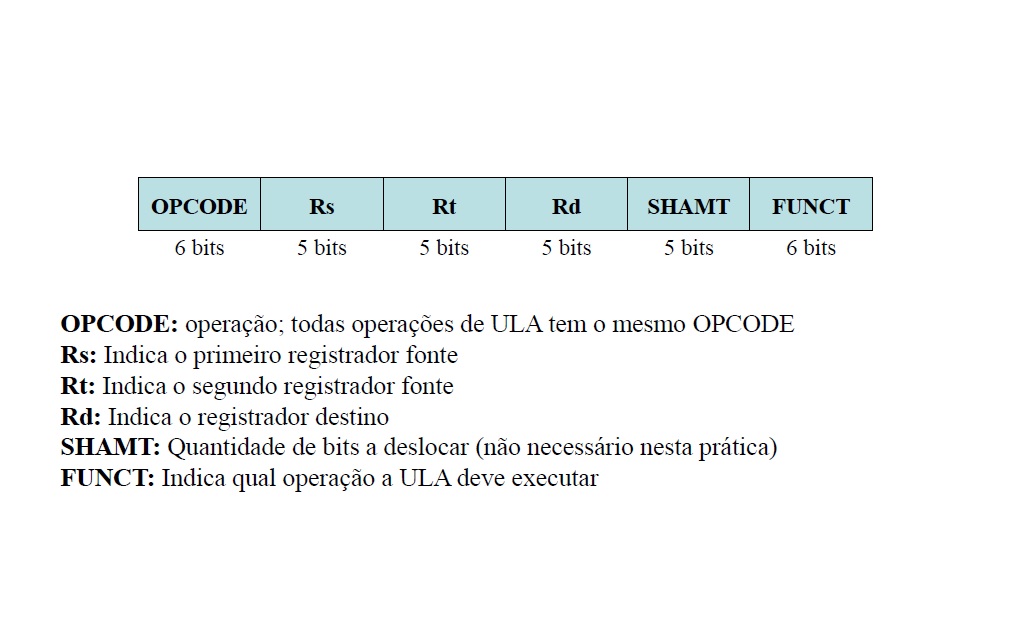 OPCODE Rs Rt Rd SHAMT FUNCT
6 bits 5 bits 5 bits 5 bits 5 bits 6 bits
OPCODE: operação; todas operações de ULA tem o mesmo OPCODE
Rs: Indica o primeiro registrador fonte
Rt: Indica o segundo registrador fonte
Rd: Indica o registrador destino
SHAMT: Quantidade de bits a deslocar (não necessário nesta prática)
FUNCT: Indica qual operação a ULA deve executar